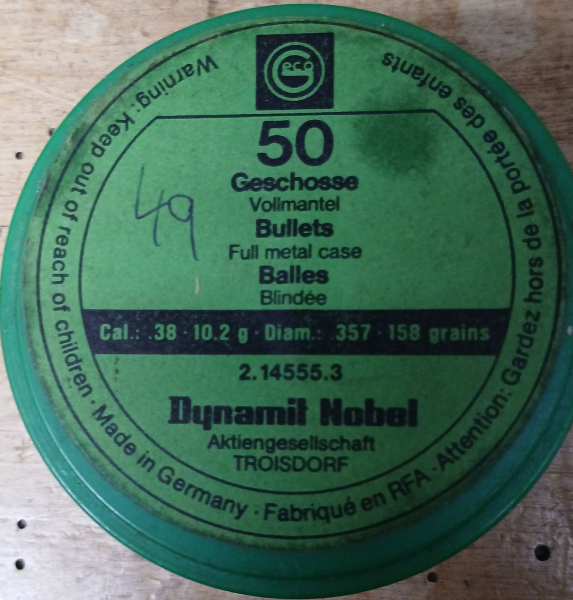 Geco
50
Geschosse
Vollmantel
Bullets
Full metal case
Balles
Blindée
49
Cal.: .38 · 10.2 g · Diam.: .357 · 158 grains
2.14555.3
Dynamit Nobel
Aktiengesellschaft
TROISDORF
Warning: Keep out of reach of children · Made in Germany · Fabriqué en RFA · Attention: Gardez hors de la portée des enfants